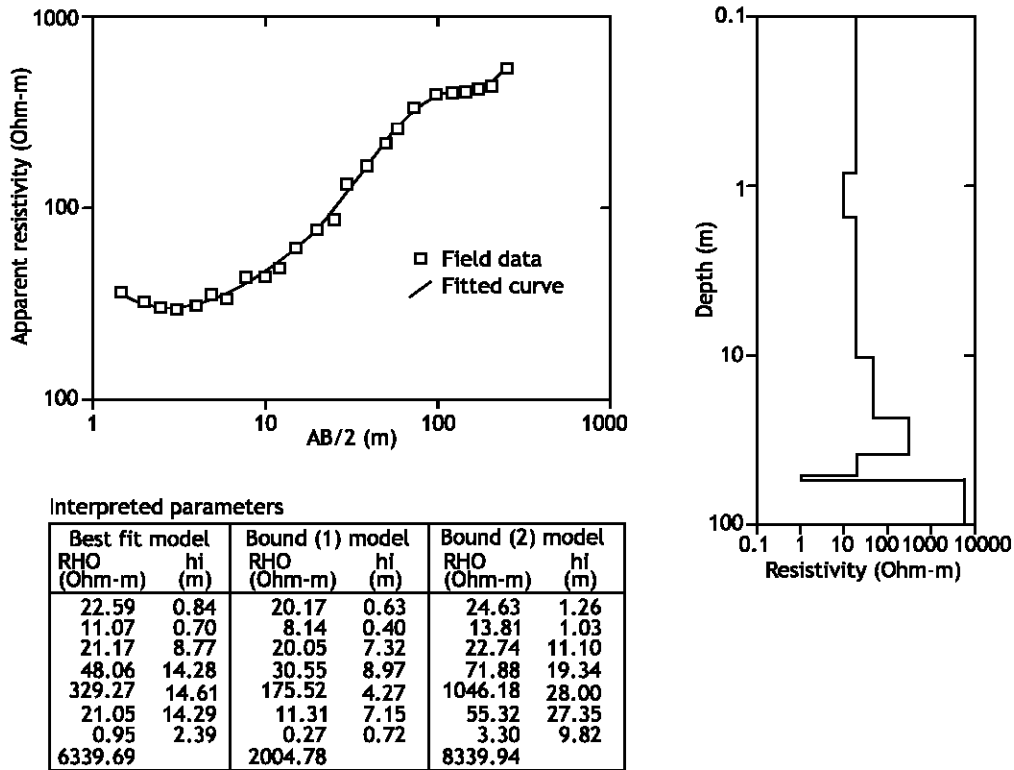 1000
100
100
Apparent resistivity (Ohm-m)
Field data
Fitted curve
1
10
100
1000
AB/2 (m)
0.1
1
10
100
Depth (m)
0.1
1
10
100
1000
10000
Resistivity (Ohm-m)
Interpreted parameters
Best fit model Bound (1) model Bound (2) model
RHO hi RHO hi RHO hi
(Ohm-m) (m) (Ohm-m) (m) (Ohm-m) (m)
22.59 0.84 20.17 0.63 24.63 1.26
11.07 0.70 8.14 0.40 13.81 1.03
21.17 8.77 20.05 7.32 22.74 11.10
48.06 14.28 30.55 8.97 71.88 19.34
329.27 14.61 175.52 4.27 1046.18 28.00
21.05 14.29 11.31 7.15 55.32 27.35
0.95 2.39 0.27 0.72 3.30 9.82
6339.69 2004.78 8339.94